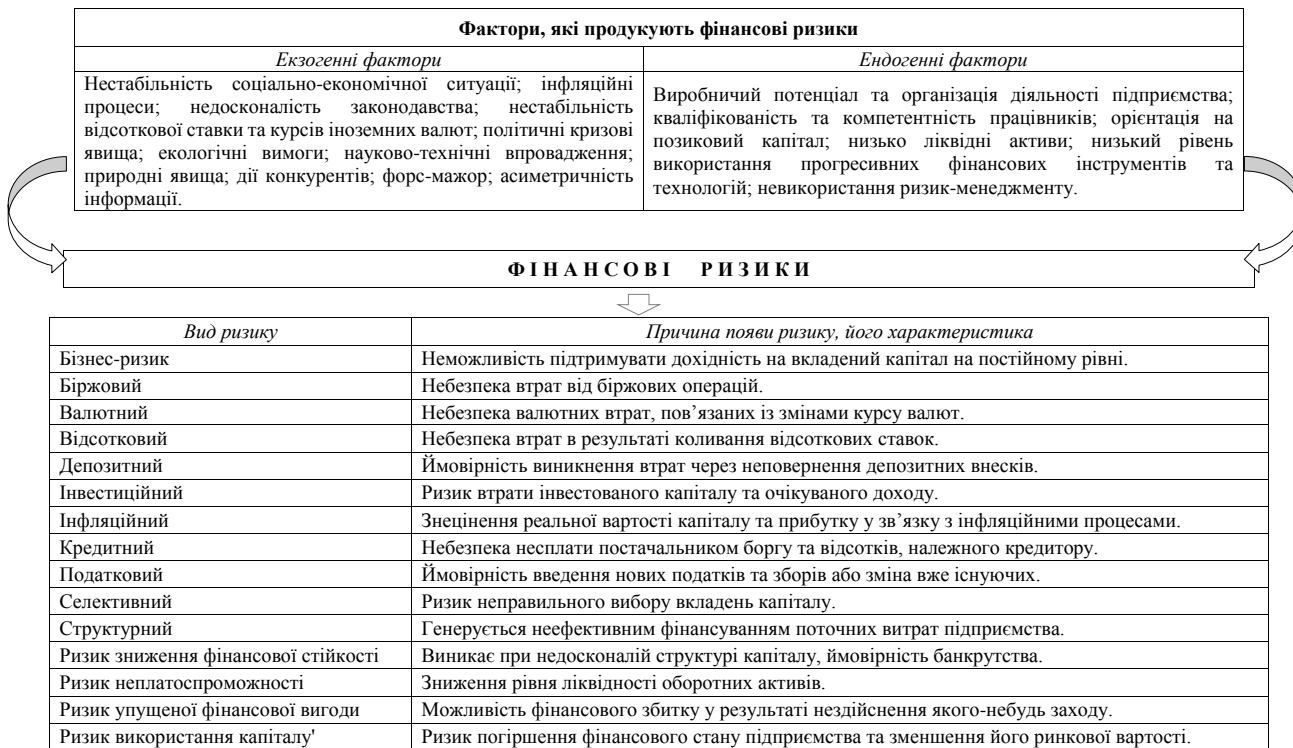 Фактори, які продукують фінансові ризики
Екзогенні фактори
Ендогенні фактори
Нестабільність соціально-економічної ситуації; інфляційні
процеси; недосконалість законодавства; нестабільність
відсоткової ставки та курсів іноземних валют; політичні кризові
явища; екологічні вимоги; науково-технічні впровадження;
природні явища; дії конкурентів; форс-мажор; асиметричність
інформації.
Виробничий потенціал та організація діяльності підприємства;
кваліфікованість та компетентність працівників; орієнтація на
позиковий капітал; низько ліквідні активи; низький рівень
використання прогресивних фінансових інструментів та
технологій; невикористання ризик-менеджменту.
ФІНАНСОВІ РИЗИКИ
Вид ризику Причина появи ризику, його характеристика
Бізнес-ризик Неможливість підтримувати дохідність на вкладений капітал на постійному рівні.
Біржовий Небезпека втрат від біржових операцій.
Валютний Небезпека валютних втрат, пов’язаних із змінами курсу валют.
Відсотковий Небезпека втрат в результаті коливання відсоткових ставок.
Депозитний Ймовірність виникнення втрат через неповернення депозитних внесків.
Інвестиційний Ризик втрати інвестованого капіталу та очікуваного доходу.
Інфляційний Знецінення реальної вартості капіталу та прибутку у зв’язку з інфляційними процесами.
Кредитний Небезпека несплати постачальником боргу та відсотків, належного кредитору.
Податковий Ймовірність введення нових податків та зборів або зміна вже існуючих.
Селективний Ризик неправильного вибору вкладень капіталу.
Структурний Генерується неефективним фінансуванням поточних витрат підприємства.
Ризик зниження фінансової стійкості Виникає при недосконалій структурі капіталу, ймовірність банкрутства.
Ризик неплатоспроможності Зниження рівня ліквідності оборотних активів.
Ризик упущеної фінансової вигоди Можливість фінансового збитку у результаті нездійснення якого-небудь заходу.
Ризик використання капіталу' Ризик погіршення фінансового стану підприємства та зменшення його ринкової вартості.